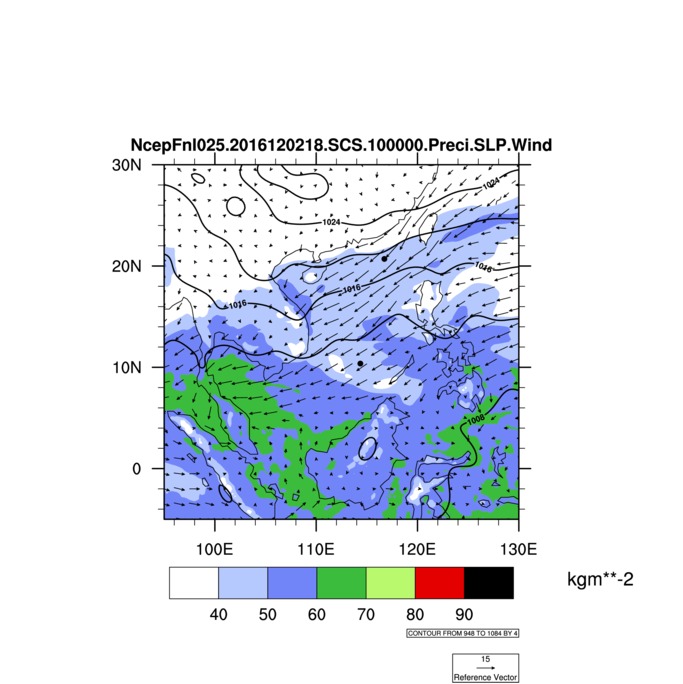 NcepFnl025.2016120218.SCS.100000.Preci.SLP.Wind
30N
1024
1024
20N
1016
1016
1016
10N
1008
0
100E 110E 120E 130E
kgm**-2
40 50 60 70 80 90
CONTOUR FROM 948 TO 1084 BY 4
15
Reference Vector